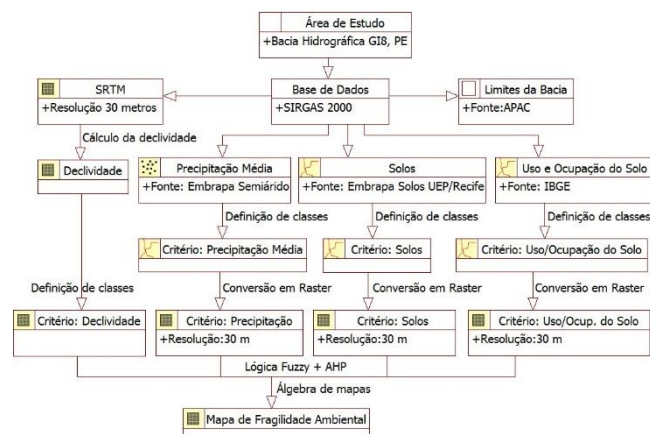 Área de Estudo
+Bacia Hidrográfica GI8, PE
SRTM
+Resolução 30 metros
Base de Dados
+SIRGAS 2000
Limites da Bacia
+Fonte:APAC
Cálculo da declividade
Declividade
Precipitação Média
+Fonte: Embrapa Semiárido
Solos
+Fonte: Embrapa Solos UEP/Recife
Uso e Ocupação do Solo
+Fonte: IBGE
Definição de classes
Definição de classes
Definição de classes
Critério: Precipitação Média
Critério: Solos
Critério: Uso/Ocupação do Solo
Definição de classes
Conversão em Raster
Conversão em Raster
Conversão em Raster
Critério: Declividade
Critério: Precipitação
+Resolução:30 m
Critério: Solos
+Resolução:30 m
Critério: Uso/Ocup. do Solo
+Resolução:30 m
Lógica Fuzzy + AHP
Álgebra de mapas
Mapa de Fragilidade Ambiental